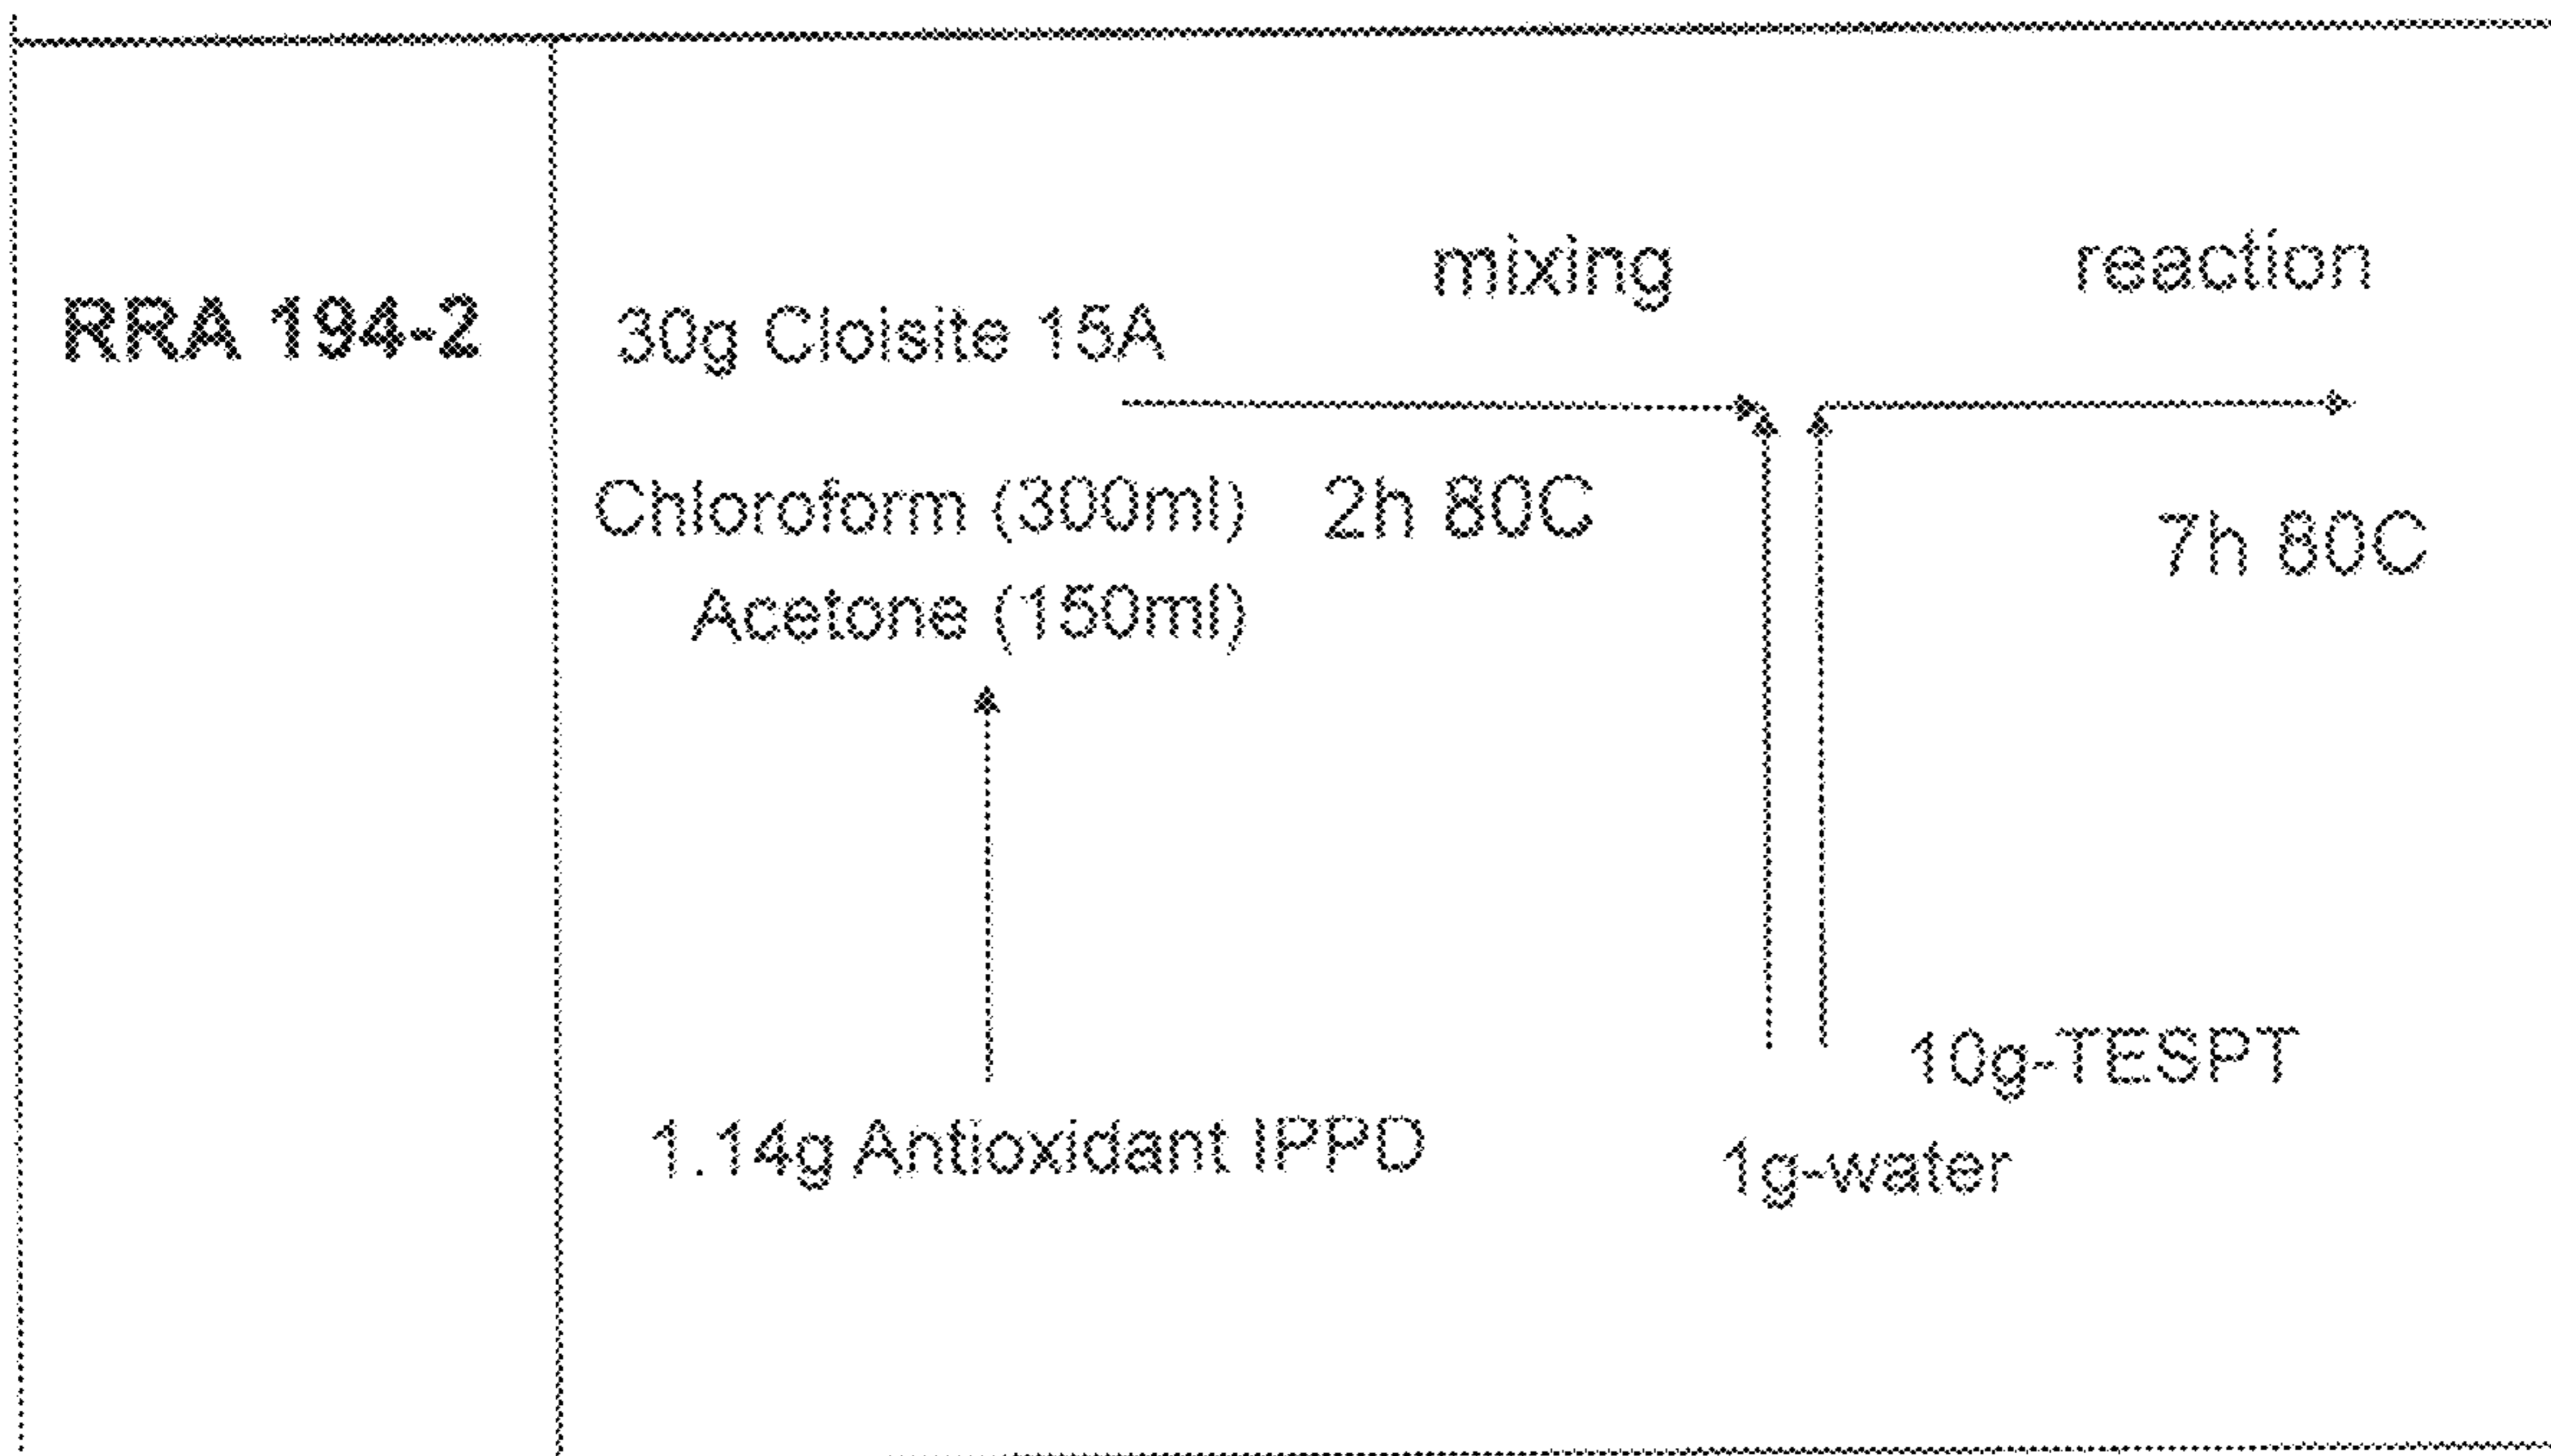 RRA 194-2
mixing
reaction
30g Cloisite 15A
Chloroform (300ml) 2h 80C
7h 80C
Acetone (150ml)
10g-TESPT
1.14g Antioxidant IPPD
1g-water